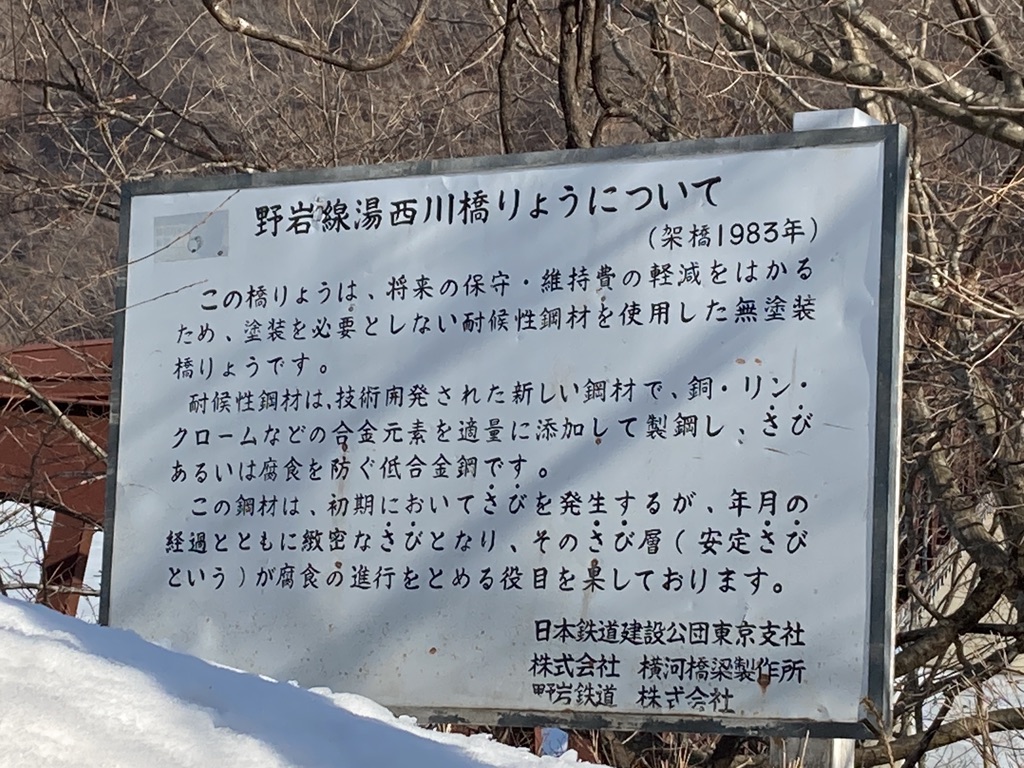 野岩線湯西川橋りょうについて
(架橋1983年)
この橋りょうは、将来の保守・維持費の軽減をはかる
ため、塗装を必要としない耐候性鋼材を使用した無塗装
橋りょうです。
耐候性鋼材は、技術開発された新しい鋼材で、銅・リン・
クロームなどの合金元素を適量に添加して製鋼し、さび
あるいは腐食を防ぐ低合金鋼です。
この鋼材は、初期においてさびを発生するが、年月の
経過とともに緻密なさびとなり、そのさび層(安定さび
という)が腐食の進行をとめる役目を果しております。
日本鉄道建設公団東京支社
株式会社 横河橋梁製作所
野岩鉄道 株式会社